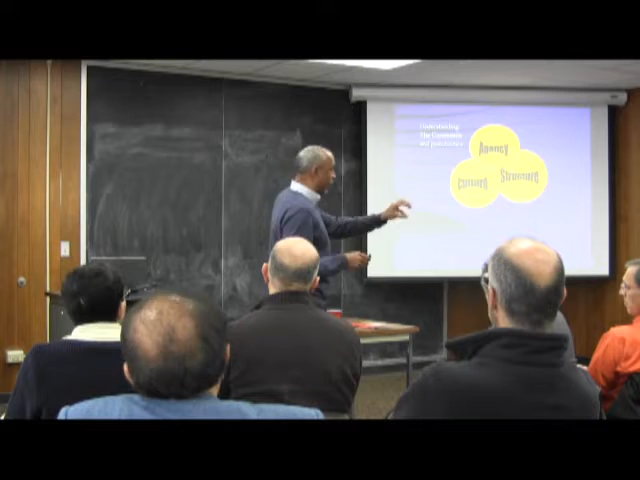 Understanding
The Commons
Agency
Culture
Structure